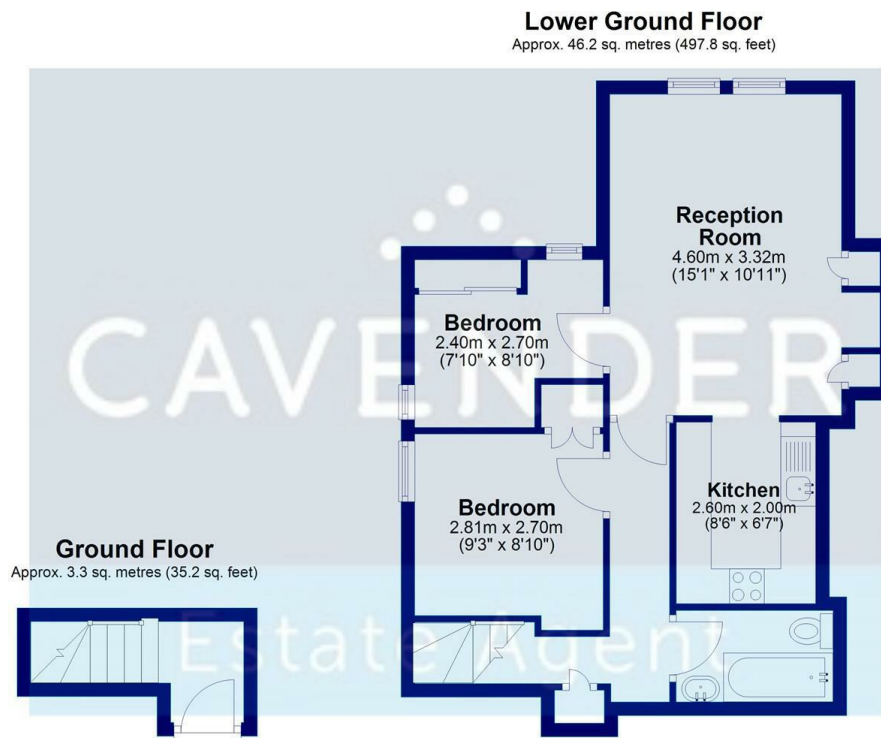 Lower Ground Floor
Approx. 46.2 sq. metres (497.8 sq. feet)
Reception
Room
4.60m x 3.32m
(15'1" x 10'11")
Bedroom
2.40m x 2.70m
(7'10" x 8'10")
CAVENDER
Bedroom
2.81m x 2.70m
(9'3" x 8'10")
Kitchen
2.60m x 2.00m
(8'6" x 6'7")
Ground Floor
Approx. 3.3 sq. metres (35.2 sq. feet)
Estate Agent